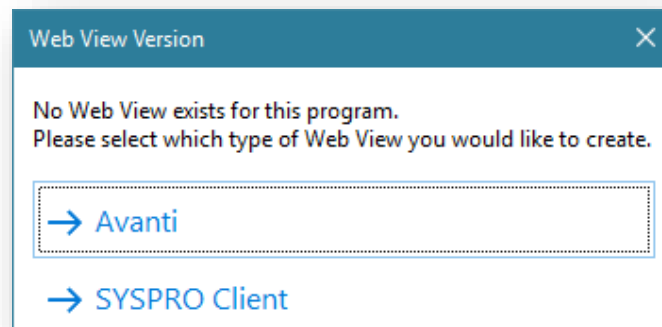 Web View Version
No Web View exists for this program.
Please select which type of Web View you would like to create.
Avanti
SYSPRO Client